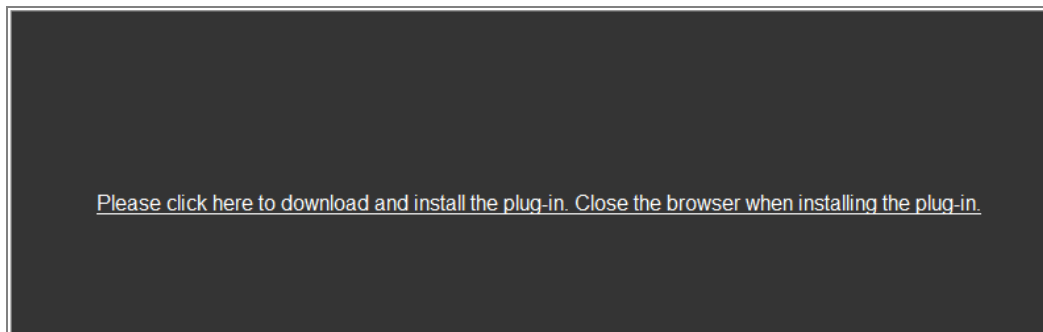 Please click here to download and install the plug-in. Close the browser when installing the plug-in.